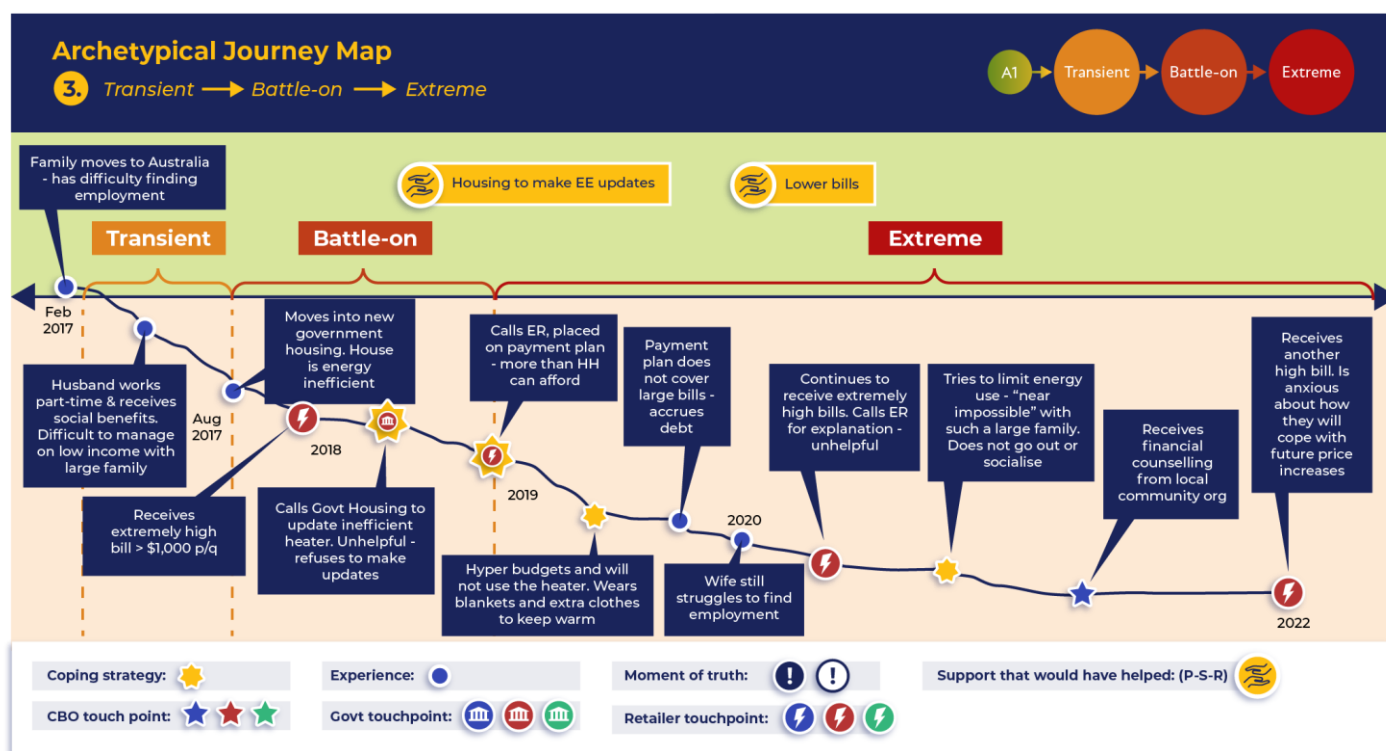 Archetypical Journey Map
3. Transient → Battle-on → Extreme
A1
Transient
Battle-on
Extreme
Family moves to Australia
- has difficulty finding
employment
Housing to make EE updates
Lower bills
Transient
Battle-on
Extreme
Feb
2017
Husband works
part-time & receives
social benefits.
Difficult to manage
on low income with
large family
Aug
2017
Moves into new
government
housing. House
is energy
inefficient
Receives
extremely high
bill > $1,000 p/q
2018
Calls Govt Housing to
update inefficient
heater. Unhelpful -
refuses to make
updates
Calls ER, placed
on payment plan
- more than HH
can afford
2019
Hyper budgets and will
not use the heater. Wears
blankets and extra clothes
to keep warm
Payment
plan does
not cover
large bills -
accrues
debt
2020
Wife still
struggles to find
employment
Continues to
receive extremely
high bills. Calls ER
for explanation -
unhelpful
Tries to limit energy
use - “near
impossible” with
such a large family.
Does not go out or
socialise
Receives
financial
counselling
from local
community org
Receives
another
high bill. Is
anxious
about how
they will
cope with
future price
increases
2022
Coping strategy:
Experience:
Moment of truth:
Support that would have helped: (P-S-R)
CBO touch point:
Govt touchpoint:
Retailer touchpoint: